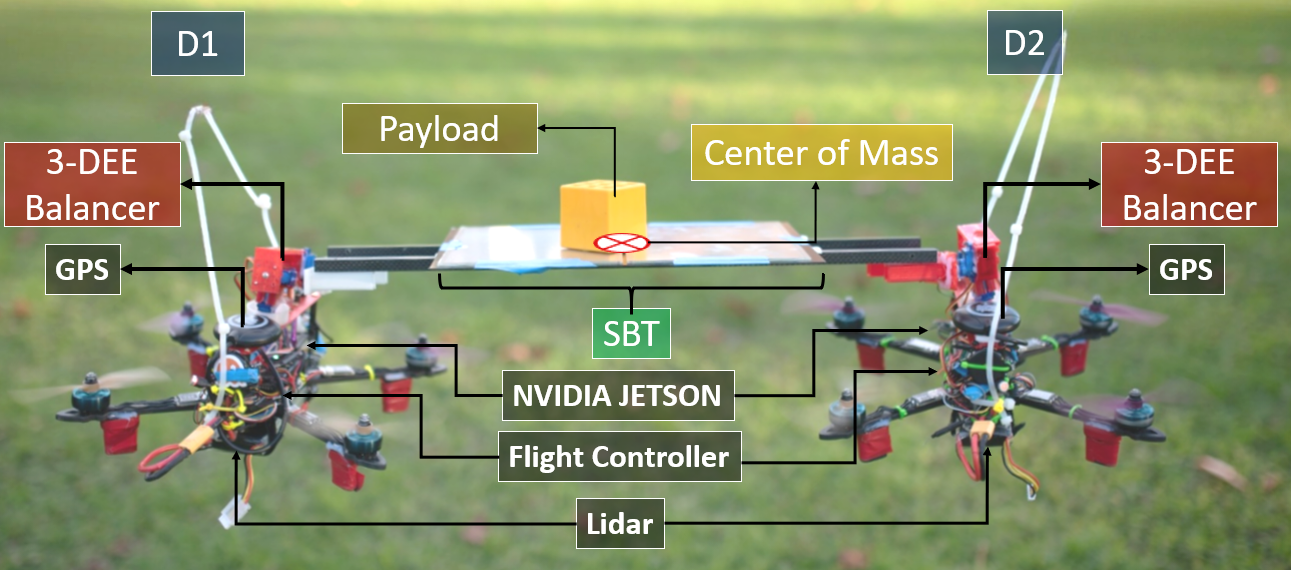 D1
D2
Payload
Center of Mass
3-DEE
Balancer
3-DEE
Balancer
GPS
GPS
SBT
NVIDIA JETSON
Flight Controller
Lidar